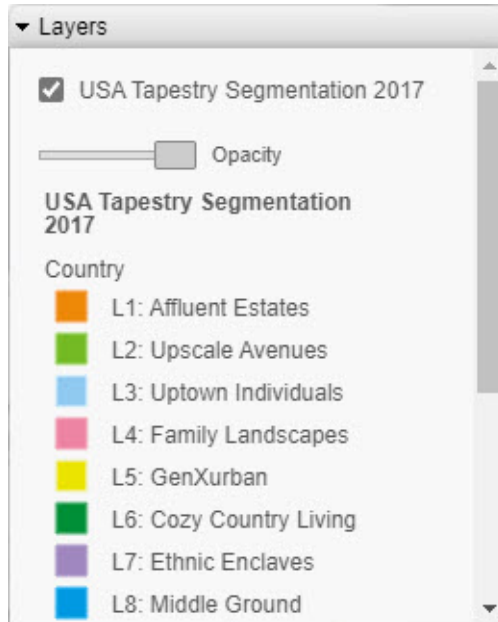 Layers
USA Tapestry Segmentation 2017
Opacity
USA Tapestry Segmentation
2017
Country
L1: Affluent Estates
L2: Upscale Avenues
L3: Uptown Individuals
L4: Family Landscapes
L5: GenXurban
L6: Cozy Country Living
L7: Ethnic Enclaves
L8: Middle Ground